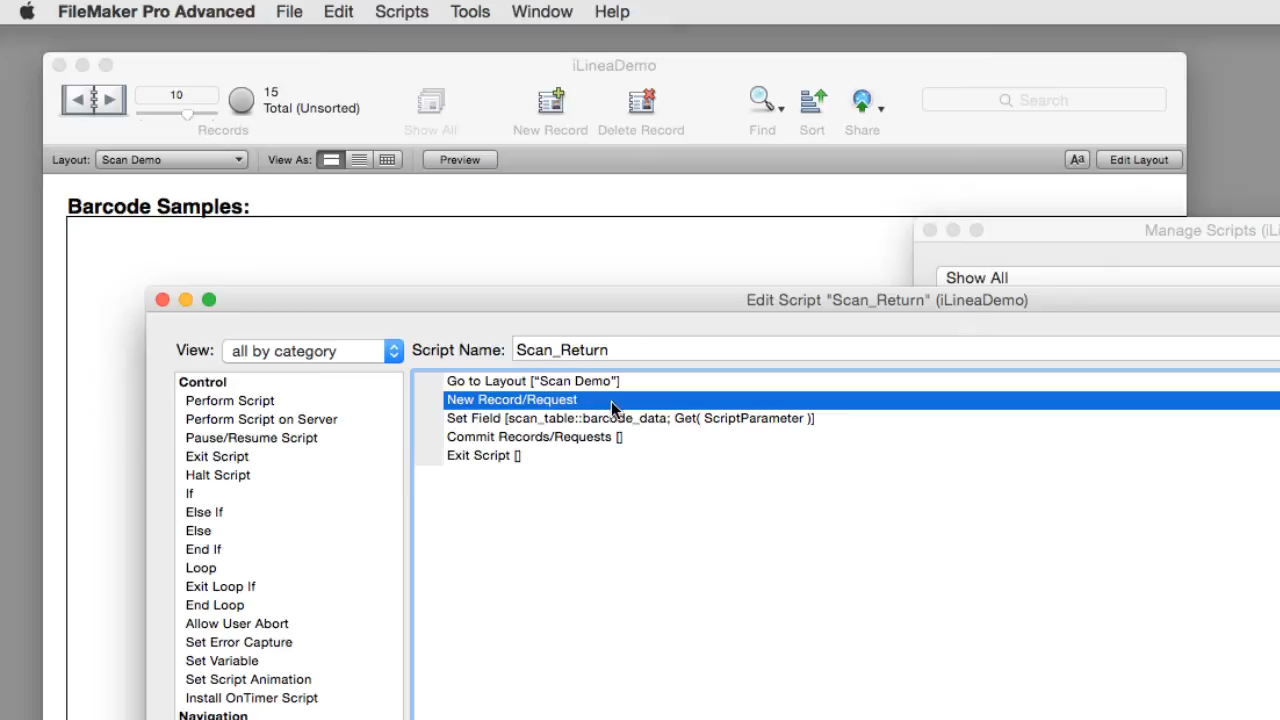 FileMaker Pro Advanced File Edit Scripts Tools Window Help
iLineaDemo
10
15
Total (Unsorted)
Records
Show All
New Record
Delete Record
Find
Sort
Share
Search
Layout: Scan Demo
View As:
Preview
Aa
Edit Layout
Barcode Samples:
Manage Scripts (iLi
Show All
Edit Script "Scan_Return" (iLineaDemo)
View: all by category
Script Name: Scan_Return
Control
Perform Script
Perform Script on Server
Pause/Resume Script
Exit Script
Halt Script
If
Else If
Else
End If
Loop
Exit Loop If
End Loop
Allow User Abort
Set Error Capture
Set Variable
Set Script Animation
Install OnTimer Script
Navigation
Go to Layout [“Scan Demo”]
New Record/Request
Set Field [scan_table::barcode_data; Get( ScriptParameter )]
Commit Records/Requests []
Exit Script []